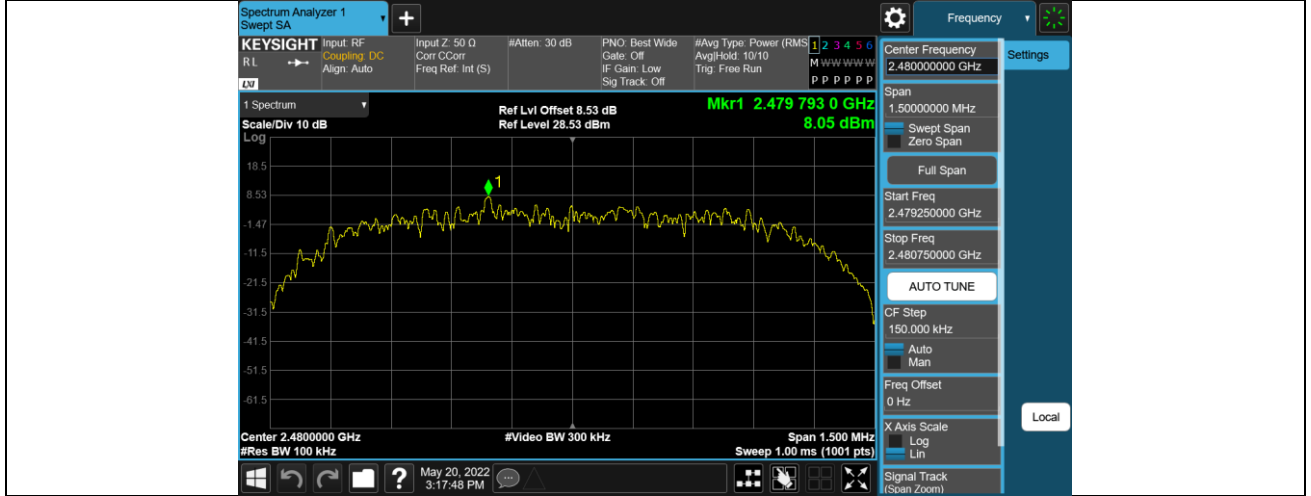 Spectrum Analyzer 1
Swept SA
+
Frequency
KEYSIGHT
RL
LXI
Input: RF
Coupling: DC
Align: Auto
Input Z: 50 Ω
Corr CCorr
Freq Ref: Int (S)
#Atten: 30 dB
PNO: Best Wide
Gate: Off
IF Gain: Low
Sig Track: Off
#Avg Type: Power (RMS
Avg|Hold: 10/10
Trig: Free Run
1 2 3 4 5 6
M W W W W W
P P P P P P
1 Spectrum
Scale/Div 10 dB
Log
Ref Lvl Offset 8.53 dB
Ref Level 28.53 dBm
Mkr1 2.479 793 0 GHz
8.05 dBm
18.5
8.53
-1.47
-11.5
-21.5
-31.5
-41.5
-51.5
-61.5
1
Center 2.4800000 GHz
#Res BW 100 kHz
#Video BW 300 kHz
Span 1.500 MHz
Sweep 1.00 ms (1001 pts)
?
May 20, 2022
3:17:48 PM
Center Frequency
2.480000000 GHz
Settings
Span
1.50000000 MHz
Swept Span
Zero Span
Full Span
Start Freq
2.479250000 GHz
Stop Freq
2.480750000 GHz
AUTO TUNE
CF Step
150.000 kHz
Auto
Man
Freq Offset
0 Hz
X Axis Scale
Log
Lin
Signal Track
(Span Zoom)
Local